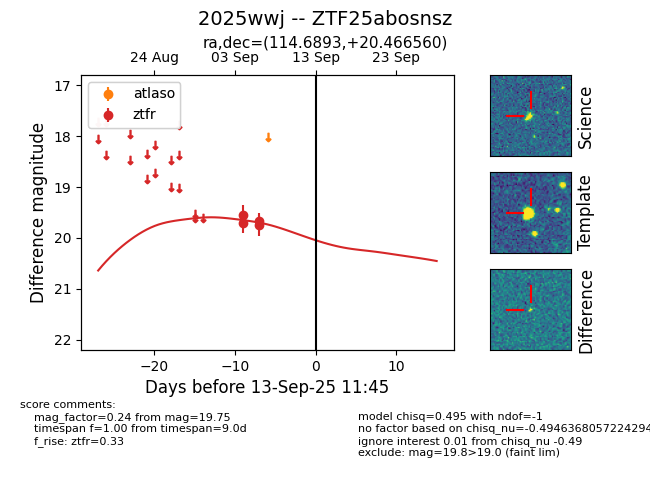 2025wwj -- ZTF25abosnsz
ra,dec=(114.6893,+20.466560)
24 Aug 03 Sep 13 Sep 23 Sep
atlaso
ztfr
17
18
19
20
21
22
Difference magnitude
−20 −10 0 10
Days before 13-Sep-25 11:45
Science
Template
Difference
score comments:
mag_factor=0.24 from mag=19.75
timespan f=1.00 from timespan=9.0d
f_rise: ztfr=0.33
model chisq=0.495 with ndof=-1
no factor based on chisq_nu=-0.4946368057224294
ignore interest 0.01 from chisq_nu -0.49
exclude: mag=19.8>19.0 (faint lim)